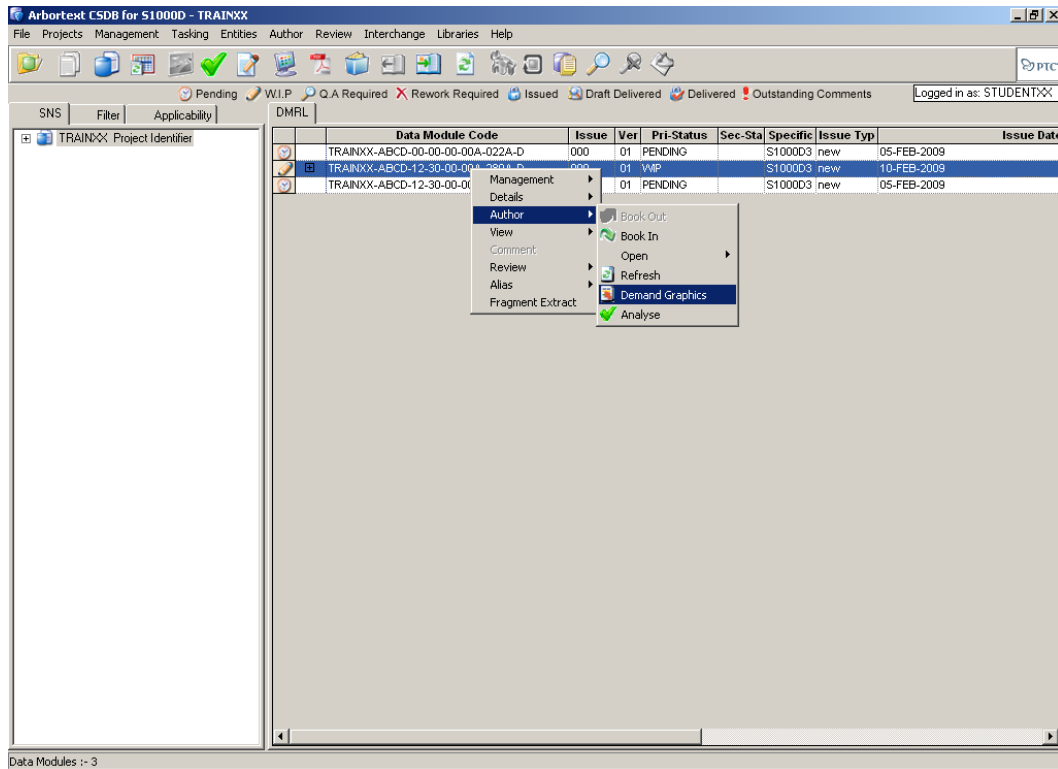 Arbortext CSDB for S1000D - TRAINXX
File Projects Management Tasking Entities Author Review Interchange Libraries Help
PTC
Pending W.I.P Q.A Required Rework Required Issued Draft Delivered Delivered Outstanding Comments Logged in as: STUDENTXX
SNS Filter Applicability DMRL
TRAINXX Project Identifier
Data Module Code Issue Ver Pri-Status Sec-Sta Specific Issue Typ Issue Date
TRAINXX-ABCD-00-00-00-00A-022A-D 000 01 PENDING S1000D3 new 05-FEB-2009
TRAINXX-ABCD-12-30-00-00A-280A-D 000 01 WIP S1000D3 new 10-FEB-2009
TRAINXX-ABCD-12-30-00-00 01 PENDING S1000D3 new 05-FEB-2009
Management
Details
Author
View
Comment
Review
Alias
Fragment Extract
Book Out
Book In
Open
Refresh
Demand Graphics
Analyse
Data Modules :- 3